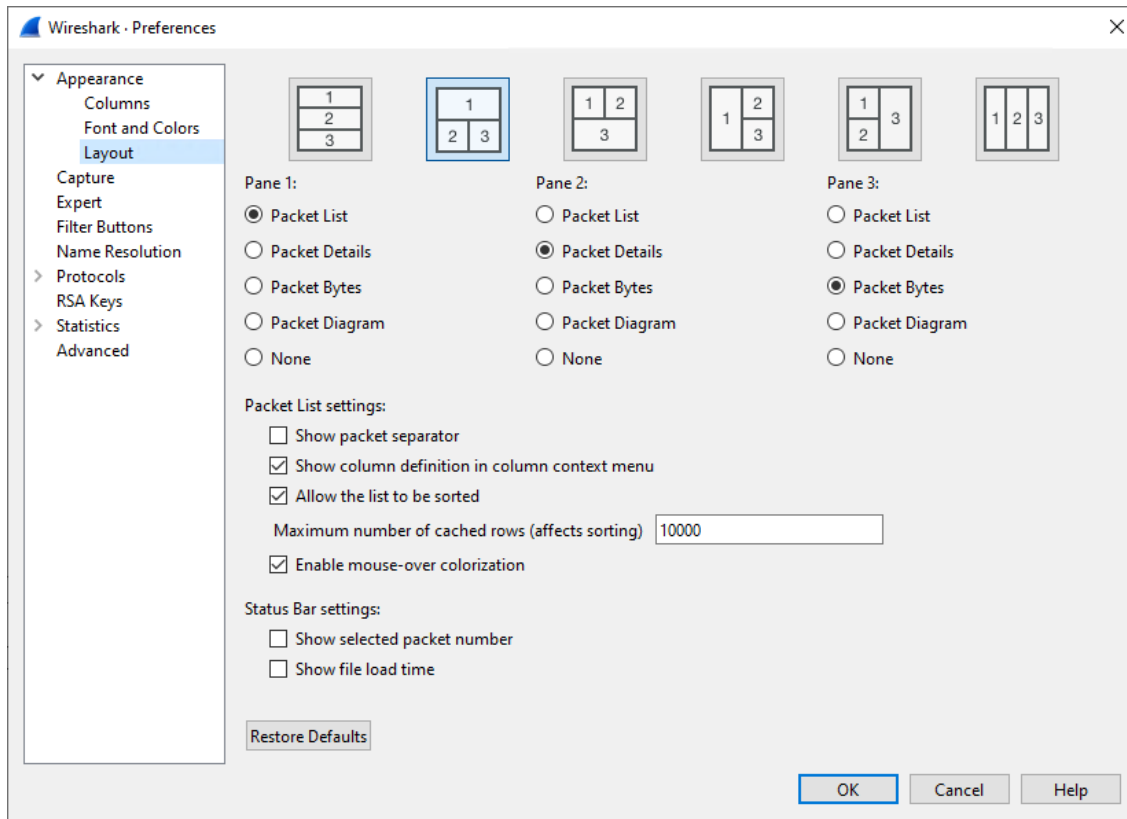 Wireshark · Preferences
Appearance
Columns
Font and Colors
Layout
Capture
Expert
Filter Buttons
Name Resolution
Protocols
RSA Keys
Statistics
Advanced
1
2
3
1
2 3
1 2
3
1 2
3
1 3
2
1 2 3
Pane 1: Pane 2: Pane 3:
Packet List Packet List Packet List
Packet Details Packet Details Packet Details
Packet Bytes Packet Bytes Packet Bytes
Packet Diagram Packet Diagram Packet Diagram
None None None
Packet List settings:
Show packet separator
Show column definition in column context menu
Allow the list to be sorted
Maximum number of cached rows (affects sorting) 10000
Enable mouse-over colorization
Status Bar settings:
Show selected packet number
Show file load time
Restore Defaults
OK Cancel Help